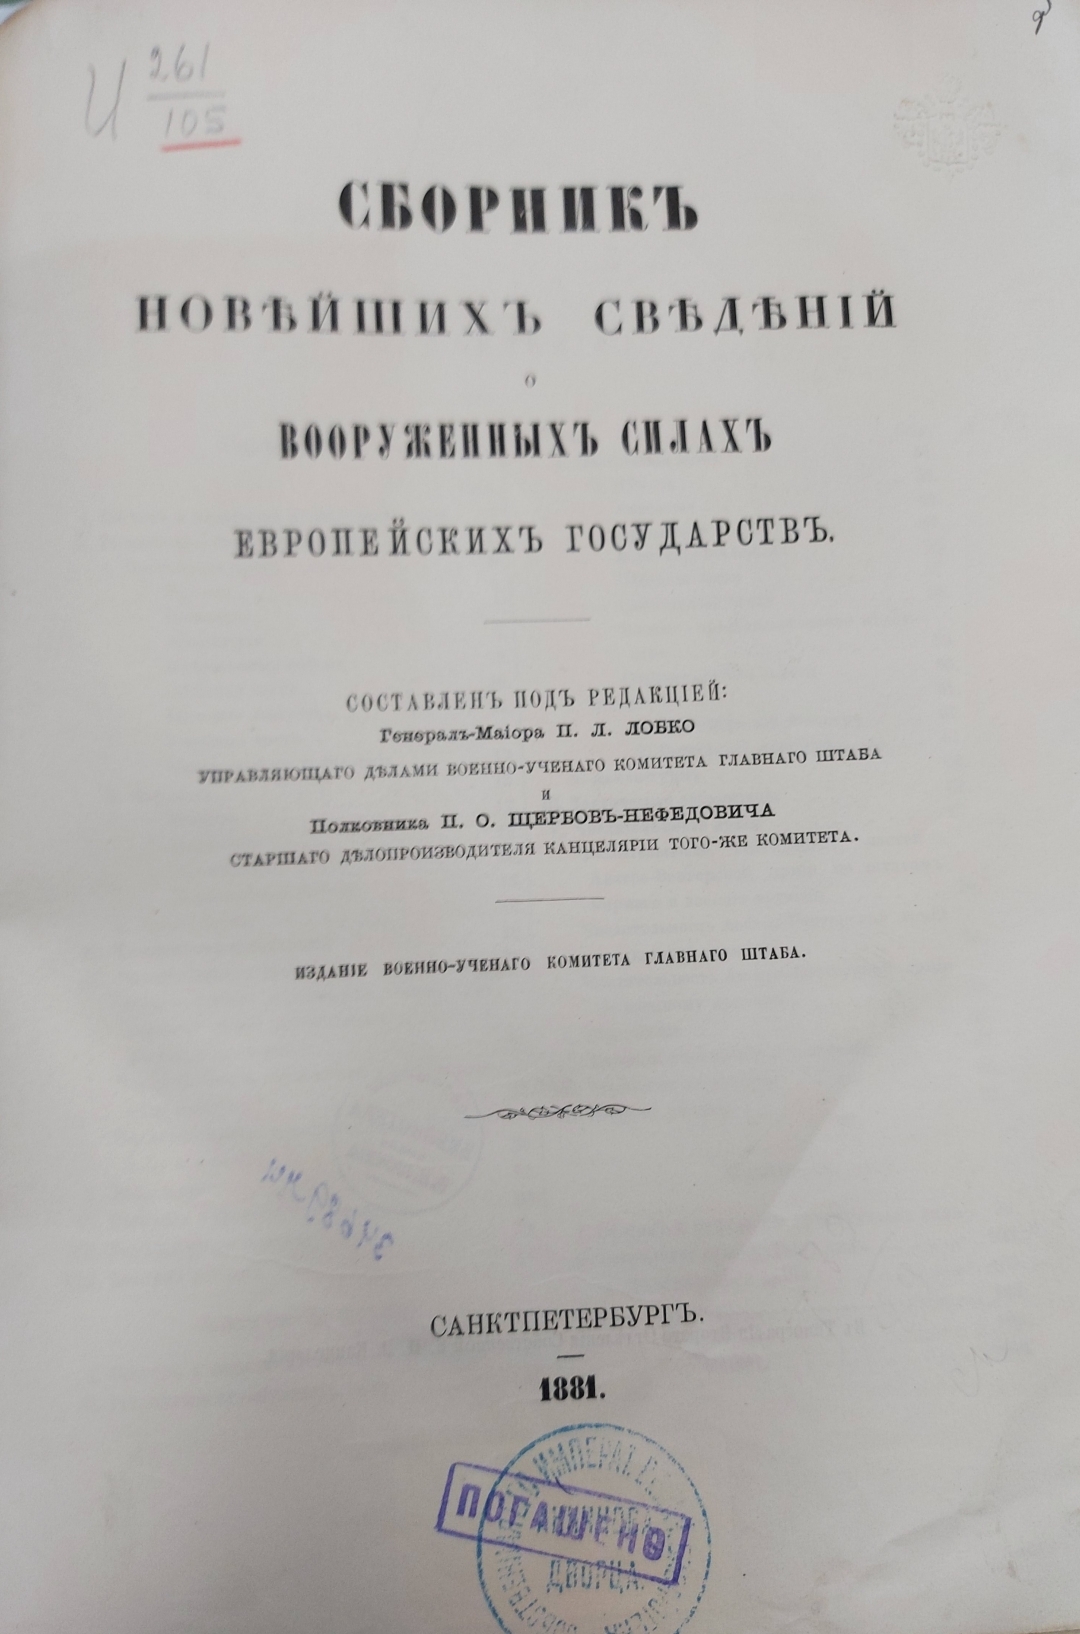 И 261
105
СБОРНИКЪ
НОВѢЙШИХЪ СВѢДѢНІЙ
О
ВООРУЖЕННЫХЪ СИЛАХЪ
ЕВРОПЕЙСКИХЪ ГОСУДАРСТВЪ.
СОСТАВЛЕНЪ ПОДЪ РЕДАКЦІЕЙ:
Генералъ-Маіора П. Л. ЛОБКО
УПРАВЛЯЮЩАГО ДѢЛАМИ ВОЕННО-УЧЕНАГО КОМИТЕТА ГЛАВНАГО ШТАБА
И
Полковника П. О. ЩЕРБОВЪ-НЕФЕДОВИЧА
СТАРШАГО ДѢЛОПРОИЗВОДИТЕЛЯ КАНЦЕЛЯРІИ ТОГО-ЖЕ КОМИТЕТА.
ИЗДАНІЕ ВОЕННО-УЧЕНАГО КОМИТЕТА ГЛАВНАГО ШТАБА.
САНКТПЕТЕРБУРГЪ.
1881.
ИМПЕРАТ.
ПОГАШЕНО
ДВОРЦА.